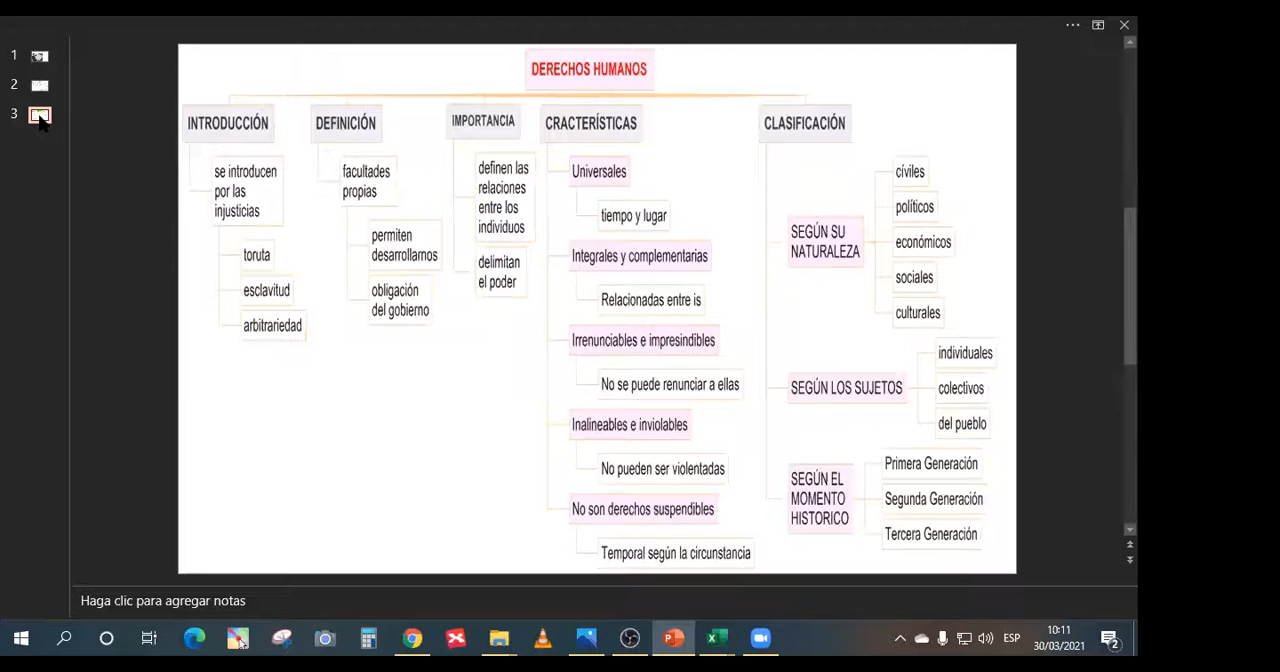 1
2
3
DERECHOS HUMANOS
INTRODUCCIÓN
se introducen
por las
injusticias
toruta
esclavitud
arbitrariedad
DEFINICIÓN
facultades
propias
permiten
desarrollarnos
obligación
del gobierno
IMPORTANCIA
definen las
relaciones
entre los
individuos
delimitan
el poder
CRACTERÍSTICAS
Universales
tiempo y lugar
Integrales y complementarias
Relacionadas entre is
Irrenunciables e impresindibles
No se puede renunciar a ellas
Inalineables e inviolables
No pueden ser violentadas
No son derechos suspendibles
Temporal según la circunstancia
CLASIFICACIÓN
SEGÚN SU
NATURALEZA
cíviles
políticos
económicos
sociales
culturales
SEGÚN LOS SUJETOS
individuales
colectivos
del pueblo
SEGÚN EL
MOMENTO
HISTORICO
Primera Generación
Segunda Generación
Tercera Generación
Haga clic para agregar notas
ESP
10:11
30/03/2021
2